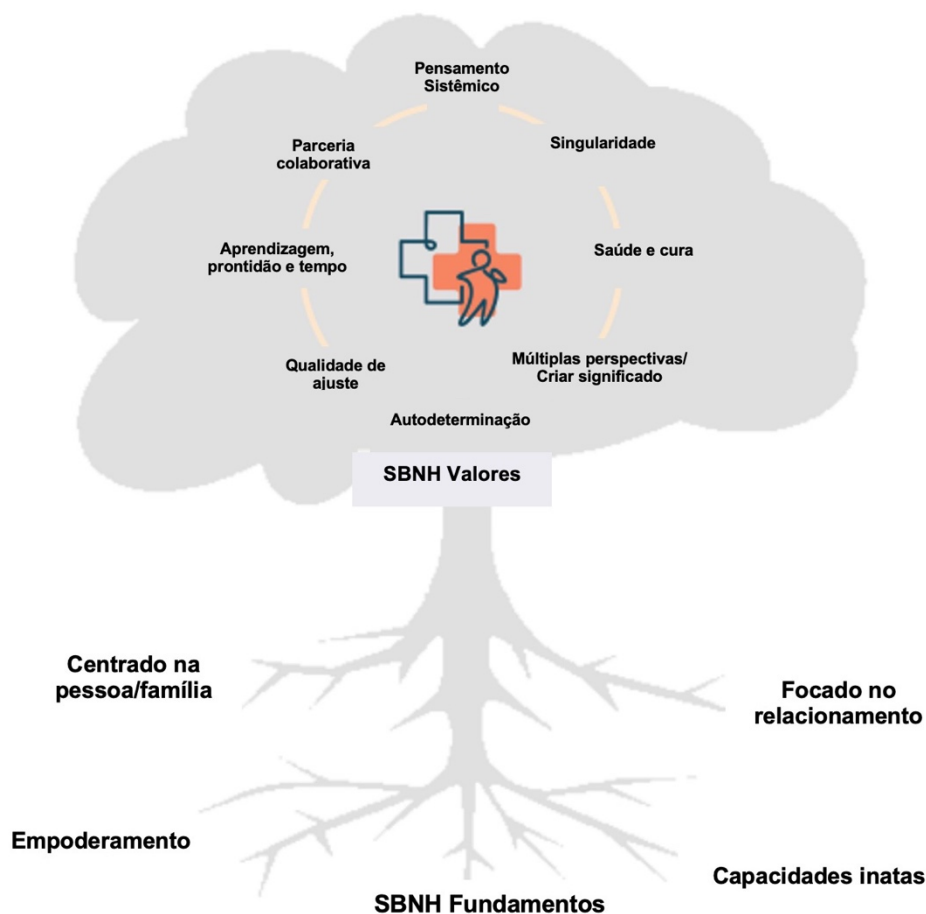 Pensamento
Sistêmico
Parceria
colaborativa
Singularidade
Aprendizagem,
prontidão e tempo
Saúde e cura
Qualidade de
ajuste
Múltiplas perspectivas/
Criar significado
Autodeterminação
SBNH Valores
Centrado na
pessoa/família
Focado no
relacionamento
Empoderamento
Capacidades inatas
SBNH Fundamentos